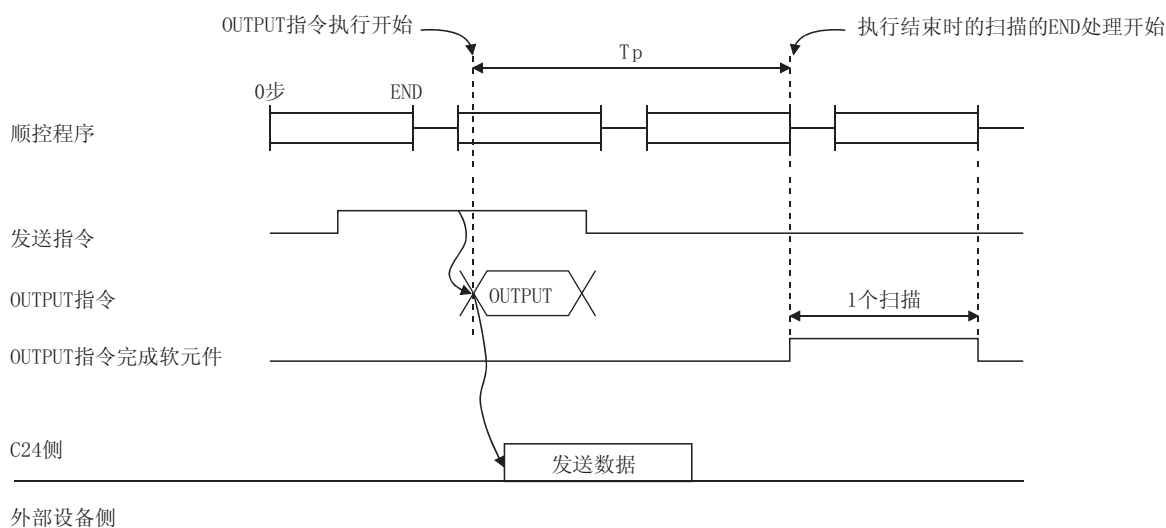 OUTPUT指令执行开始
执行结束时的扫描的END处理开始
Tp
0步
END
顺控程序
发送指令
OUTPUT指令
OUTPUT
1个扫描
OUTPUT指令完成软元件
C24侧
发送数据
外部设备侧